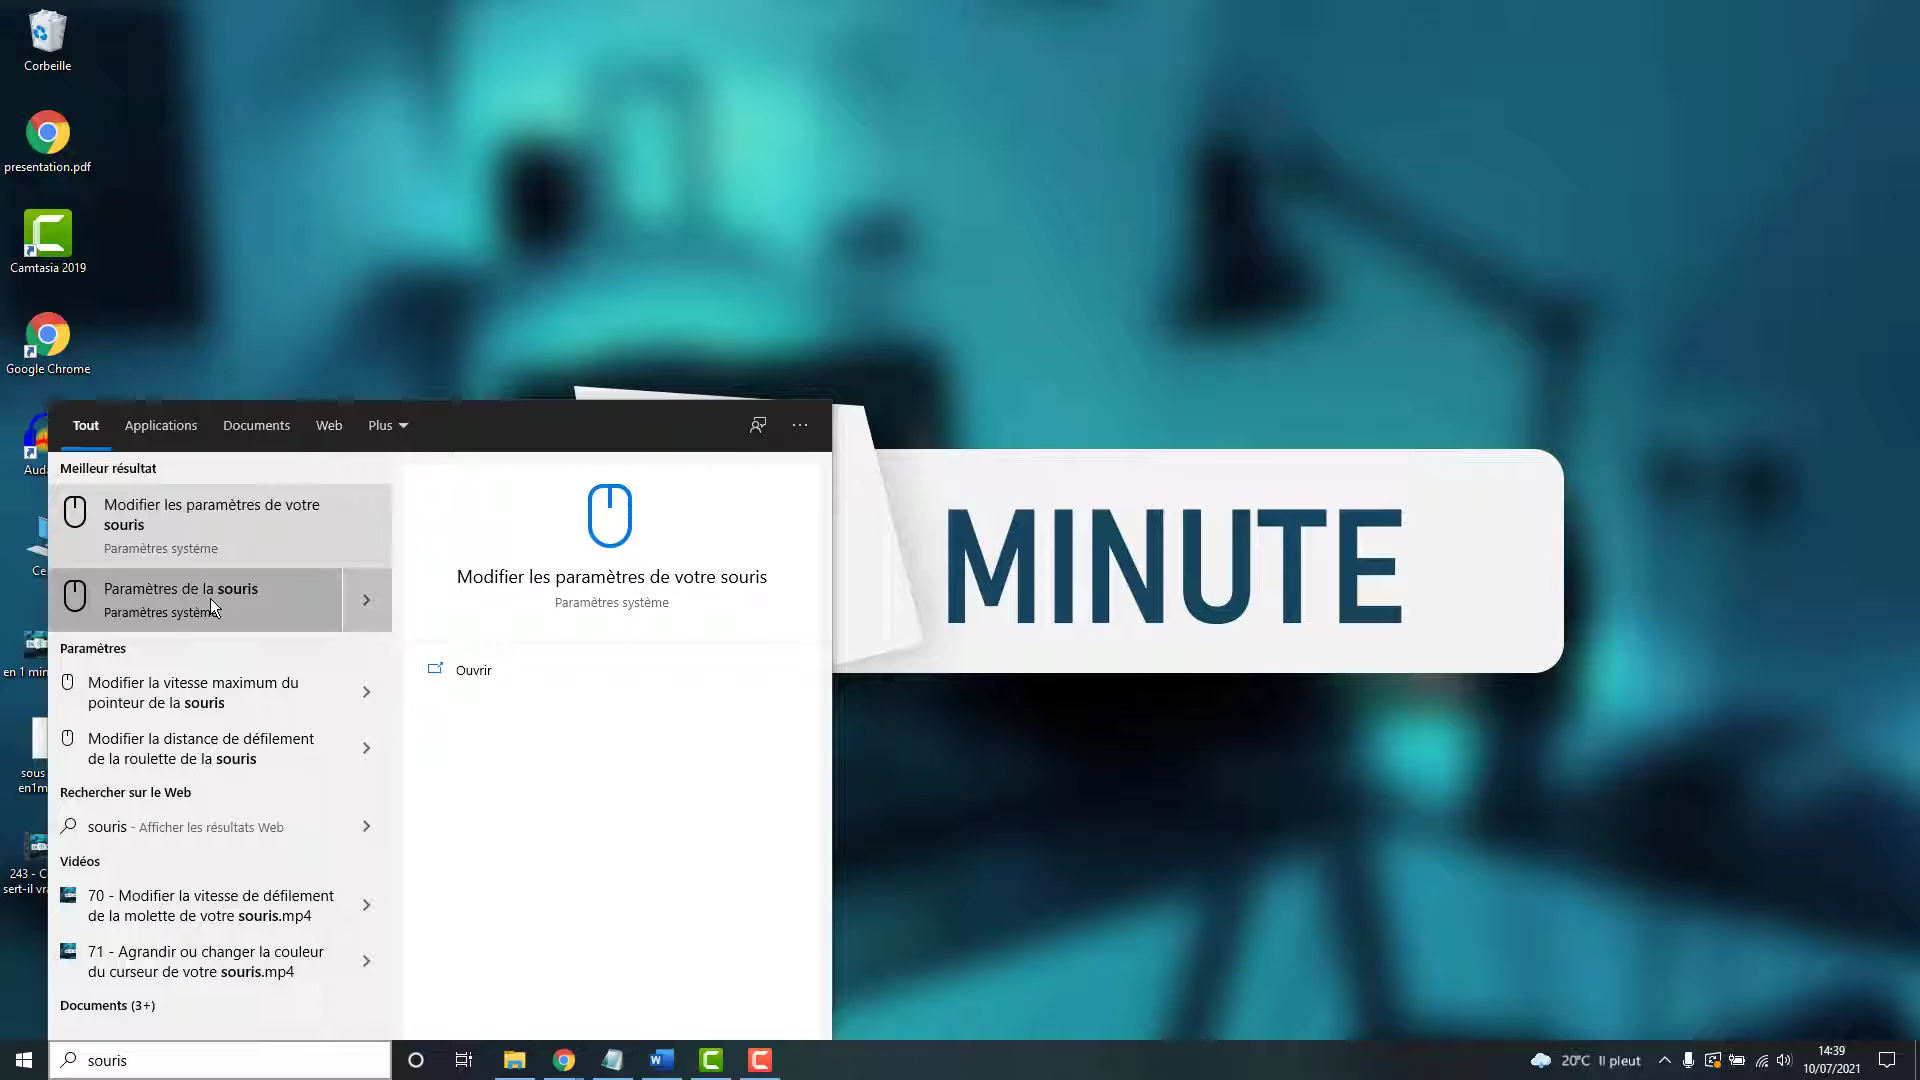 Corbeille
presentation.pdf
Camtasia 2019
Google Chrome
Tout
Applications
Documents
Web
Plus
Meilleur résultat
Modifier les paramètres de votre
souris
Paramètres système
Paramètres de la souris
Paramètres système
Paramètres
Modifier la vitesse maximum du
pointeur de la souris
Modifier la distance de défilement
de la roulette de la souris
Rechercher sur le Web
souris - Afficher les résultats Web
Vidéos
70 - Modifier la vitesse de défilement
de la molette de votre souris.mp4
71 - Agrandir ou changer la couleur
du curseur de votre souris.mp4
Documents (3+)
Modifier les paramètres de votre souris
Paramètres système
Ouvrir
MINUTE
souris
20°C Il pleut
14:39
10/07/2021